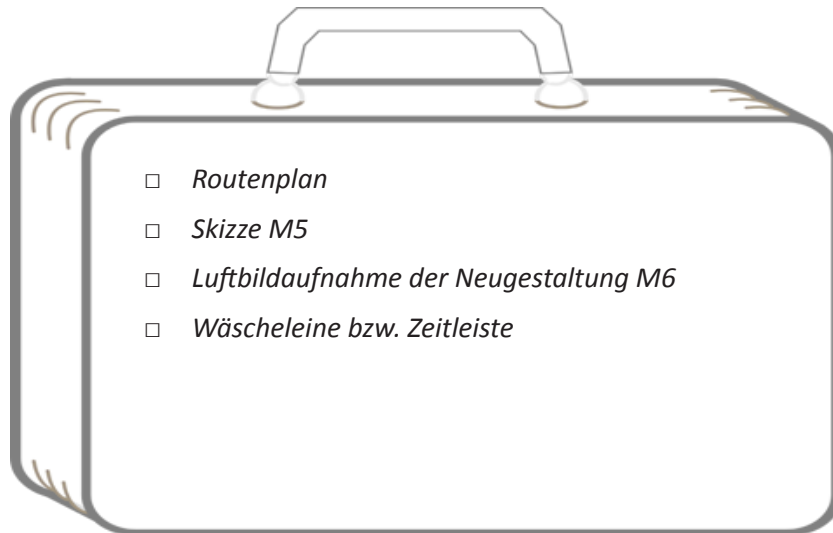 □ Routenplan
□ Skizze M5
□ Luftbildaufnahme der Neugestaltung M6
□ Wäscheleine bzw. Zeitleiste